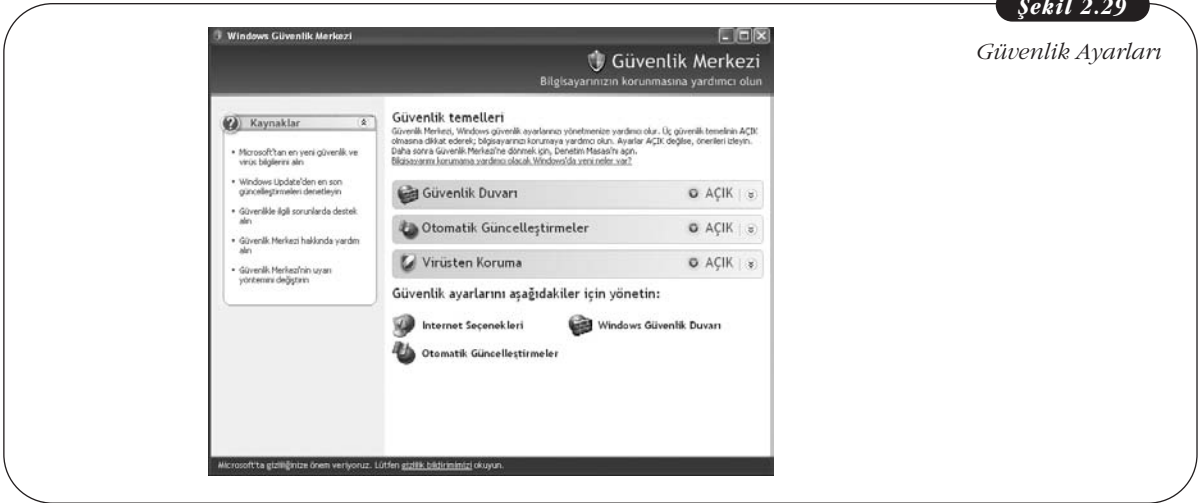 Şekil 2.29
Güvenlik Ayarları
Windows Güvenlik Merkezi
Güvenlik Merkezi
Bilgisayarınızın korunmasına yardımcı olun
Kaynaklar
• Microsoft'tan en yeni güvenlik ve
virüs bilgilerini alın
• Windows Update'den en son
güncelleştirmeleri denetleyin
• Güvenlikle ilgili sorunlarda destek
alın
• Güvenlik Merkezi hakkında yardım
alın
• Güvenlik Merkezi'nin uyarı
yöntemini değiştirin
Güvenlik temelleri
Güvenlik Merkezi, Windows güvenlik ayarlarınızı yönetmenize yardımcı olur. Üç güvenlik temelinin AÇIK
olmasına dikkat ederek; bilgisayarınızı korumaya yardımcı olun. Ayarlar AÇIK değilse, önerileri izleyin.
Daha sonra Güvenlik Merkezi'ne dönmek için, Denetim Masası'nı açın.
Bilgisayarımı korumama yardımcı olacak Windows'da yeni neler var?
Güvenlik Duvarı AÇIK
Otomatik Güncelleştirmeler AÇIK
Virüsten Koruma AÇIK
Güvenlik ayarlarını aşağıdakiler için yönetin:
Internet Seçenekleri Windows Güvenlik Duvarı
Otomatik Güncelleştirmeler
Microsoft'ta gizliliğinize önem veriyoruz. Lütfen gizlilik bildirimimizi okuyun.